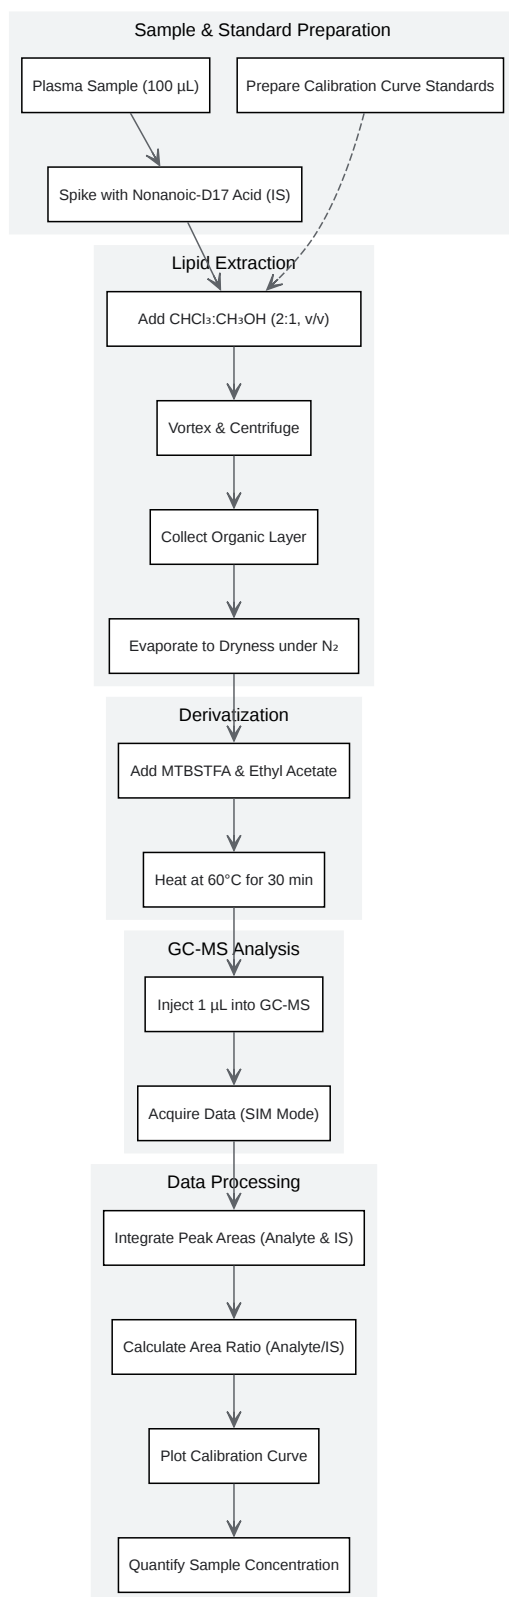 Sample & Standard Preparation
Plasma Sample (100 µL)
Prepare Calibration Curve Standards
Spike with Nonanoic-D17 Acid (IS)
Lipid Extraction
Add CHCl₃:CH₃OH (2:1, v/v)
Vortex & Centrifuge
Collect Organic Layer
Evaporate to Dryness under N₂
Derivatization
Add MTBSTFA & Ethyl Acetate
Heat at 60°C for 30 min
GC-MS Analysis
Inject 1 µL into GC-MS
Acquire Data (SIM Mode)
Data Processing
Integrate Peak Areas (Analyte & IS)
Calculate Area Ratio (Analyte/IS)
Plot Calibration Curve
Quantify Sample Concentration